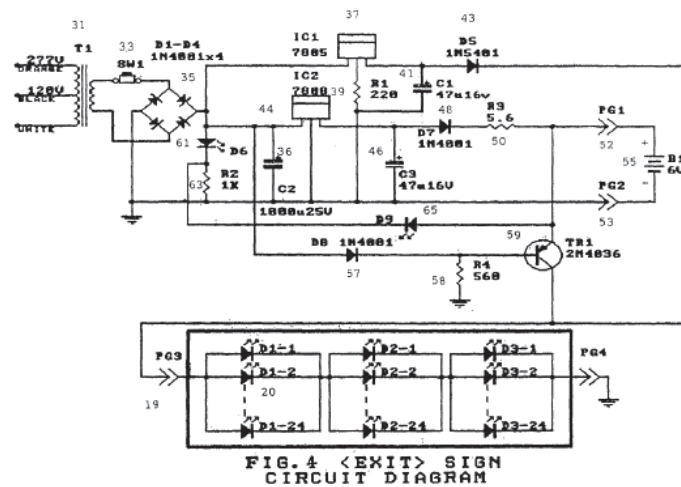 31
T1
277V
ORANGE
120V
BLACK
WHITE
33
SW1
D1-D4
1N4001x4
35
37
IC1
7805
IC2
7808
39
44
43
D5
1N5401
R1
220
41
C1
47u16v
48
D7
1N4001
R3
5.6
50
PG1
52
55
B1
6V
+
-
61
D6
63
R2
1K
36
C2
1000u25V
46
C3
47u16V
PG2
53
65
D9
D8 1N4001
57
59
TR1
2N4036
58
R4
560
PG3
19
D1-1
D1-2
20
D1-24
D2-1
D2-2
D2-24
D3-1
D3-2
D3-24
PG4
FIG.4 <EXIT> SIGN
CIRCUIT DIAGRAM